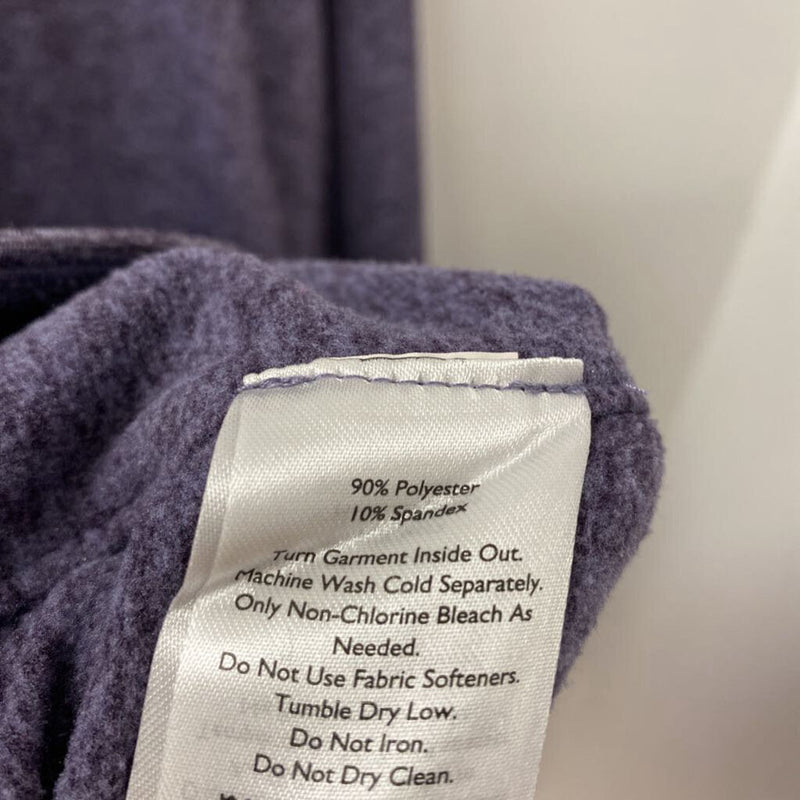 90% Polyester
10% Spandex
Turn Garment Inside Out.
Machine Wash Cold Separately.
Only Non-Chlorine Bleach As
Needed.
Do Not Use Fabric Softeners.
Tumble Dry Low.
Do Not Iron.
Do Not Dry Clean.